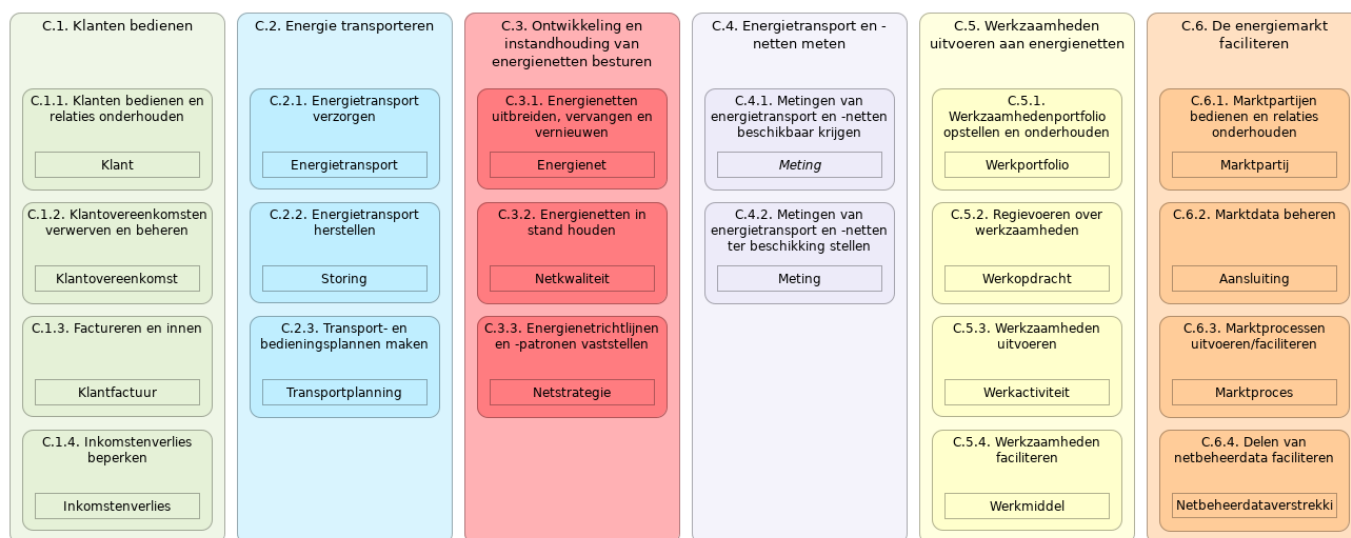 C.1. Klanten bedienen
C.1.1. Klanten bedienen en
relaties onderhouden
Klant
C.1.2. Klantovereenkomsten
verwerven en beheren
Klantovereenkomst
C.1.3. Factureren en innen
Klantfactuur
C.1.4. Inkomstenverlies
beperken
Inkomstenverlies
C.2. Energie transporteren
C.2.1. Energietransport
verzorgen
Energietransport
C.2.2. Energietransport
herstellen
Storing
C.2.3. Transport- en
bedieningsplannen maken
Transportplanning
C.3. Ontwikkeling en
instandhouding van
energienetten besturen
C.3.1. Energienetten
uitbreiden, vervangen en
vernieuwen
Energienet
C.3.2. Energienetten in
stand houden
Netkwaliteit
C.3.3. Energienetrichtlijnen
en -patronen vaststellen
Netstrategie
C.4. Energietransport en -
netten meten
C.4.1. Metingen van
energietransport en -netten
beschikbaar krijgen
Meting
C.4.2. Metingen van
energietransport en -netten
ter beschikking stellen
Meting
C.5. Werkzaamheden
uitvoeren aan energienetten
C.5.1.
Werkzaamhedenportfolio
opstellen en onderhouden
Werkportfolio
C.5.2. Regievoeren over
werkzaamheden
Werkopdracht
C.5.3. Werkzaamheden
uitvoeren
Werkactiviteit
C.5.4. Werkzaamheden
faciliteren
Werkmiddel
C.6. De energiemarkt
faciliteren
C.6.1. Marktpartijen
bedienen en relaties
onderhouden
Marktpartij
C.6.2. Marktdata beheren
Aansluiting
C.6.3. Marktprocessen
uitvoeren/faciliteren
Marktproces
C.6.4. Delen van
netbeheerdata faciliteren
Netbeheerdataverstrekki